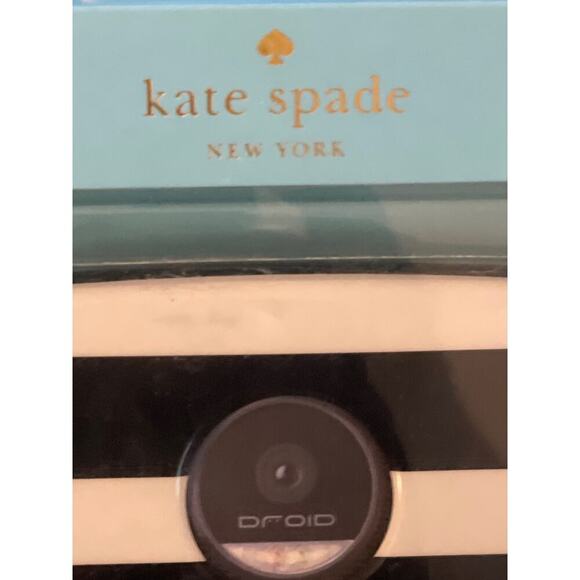 kate spade
NEW YORK
DROID